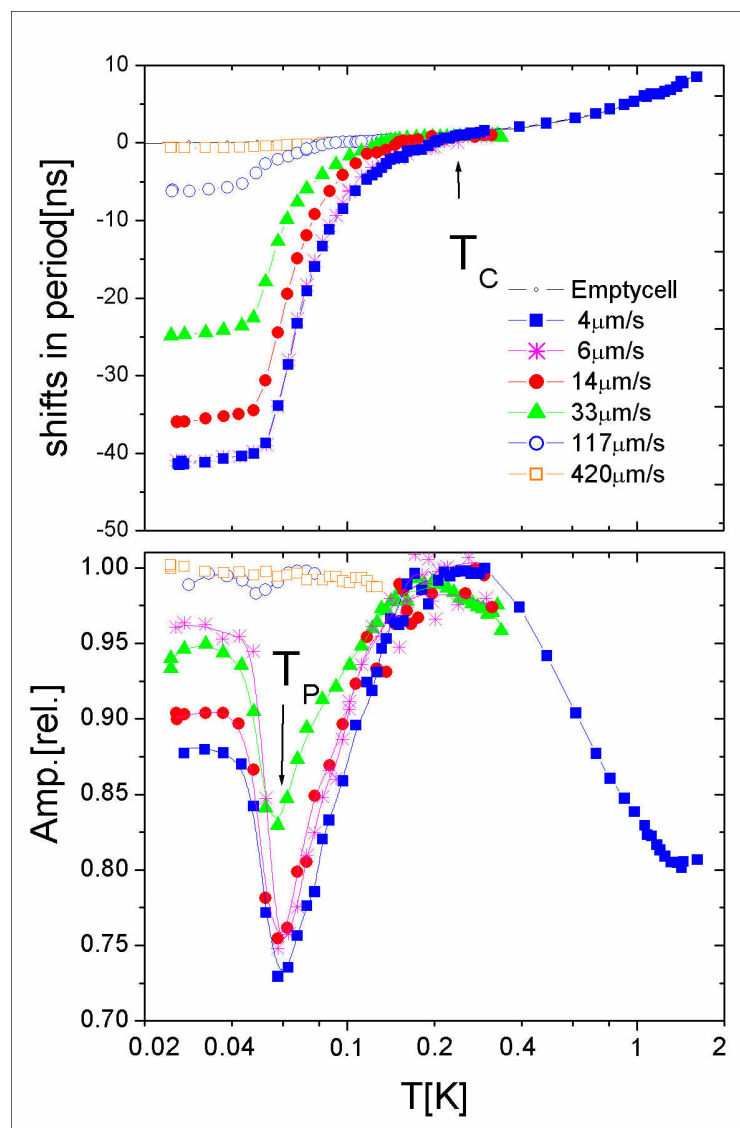 10
0
-10
-20
-30
-40
-50
shifts in period[ns]
T_C
Emptycell
4μm/s
6μm/s
14μm/s
33μm/s
117μm/s
420μm/s
1.00
0.95
0.90
0.85
0.80
0.75
0.70
Amp.[rel.]
T_P
0.02 0.04 0.1 0.2 0.4 1 2
T[K]